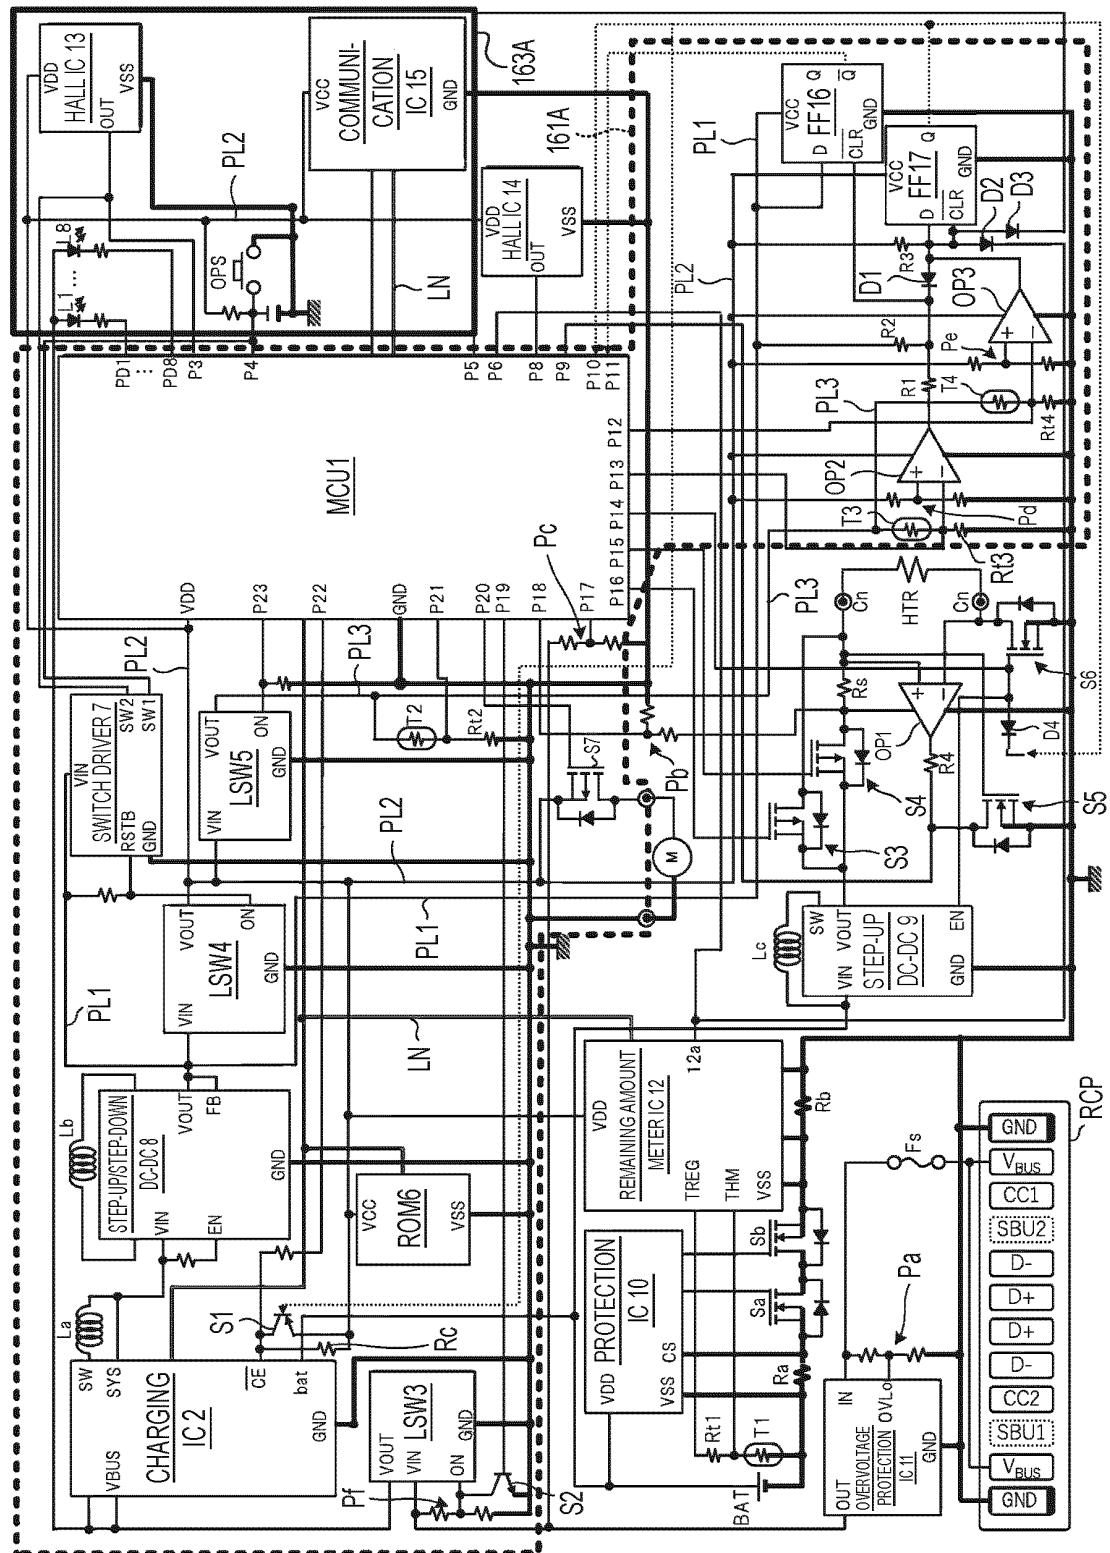 VDD
HALL IC 13
VSS
OUT
PL2
COMMUNI-
CATION
IC 15
VCC
GND
163A
161A
L8
...
L1
OPS
LN
VDD
HALL IC 14
VSS
OUT
PD1
PD8
P3
P4
P5
P6
P8
P9
P10
P11
MCU1
P12
P13
P14
P15
P16
P17
P18
P19
P20
P21
GND
P22
P23
VDD
Pc
PL1
PL2
VCC
Q
D
FF16
Q
CLR
GND
VCC
Q
D
FF17
GND
CLR
D2
D3
D1
R3
R2
R1
OP3
+
−
Pe
T4
Rt4
PL3
OP2
+
−
T3
Pd
Rt3
PL3
Cn
HTR
Cn
Rs
OP1
+
−
S6
D4
R4
S5
S4
S3
PL2
PL3
T2
Rt2
S7
Pb
M
VIN
SWITCH DRIVER 7
SW2
SW1
RSTB
GND
VOUT
ON
LSW5
GND
VIN
PL2
PL1
VOUT
ON
LSW4
GND
VIN
PL1
LN
Lb
STEP-UP/STEP-DOWN
DC-DC 8
VOUT
FB
VIN
EN
GND
VCC
ROM6
VSS
La
SW
SYS
CHARGING
IC2
VBUS
CE
bat
GND
S1
Rc
VOUT
LSW3
VIN
ON
GND
Pf
S2
Lc
SW
VIN
VOUT
STEP-UP
DC-DC 9
GND
EN
12a
REMAINING AMOUNT
METER IC 12
VDD
TREG
THM
VSS
Rb
Sb
Sa
PROTECTION
IC 10
VDD
VSS
CS
Ra
Rt1
T1
BAT
Fs
Pa
IN
OVLo
OUT
OVERVOLTAGE
PROTECTION
IC 11
GND
RCP
GND
VBUS
CC1
SBU2
D-
D+
D+
D-
CC2
SBU1
VBUS
GND